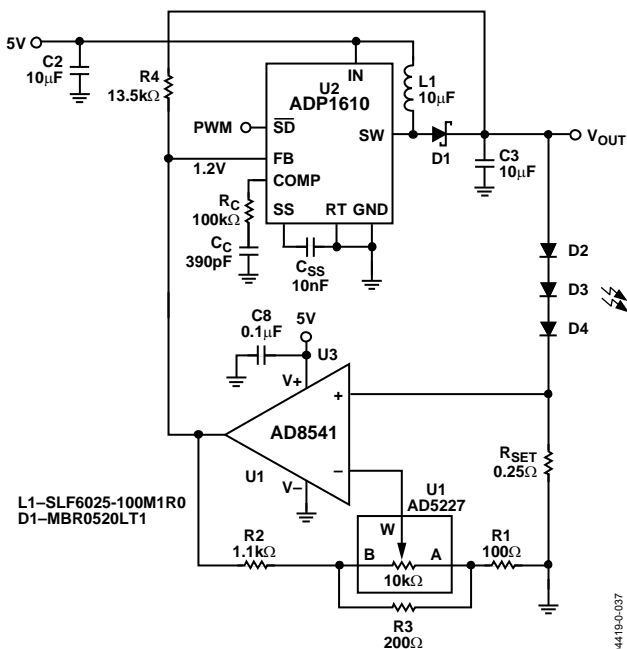 5V
C2
10µF
R4
13.5kΩ
U2
ADP1610
IN
L1
10µF
PWM
SD
SW
D1
VOUT
1.2V
FB
COMP
C3
10µF
RC
100kΩ
SS
RT
GND
CC
390pF
CSS
10nF
D2
D3
D4
C8
0.1µF
5V
U3
V+
+
AD8541
–
U1
V–
RSET
0.25Ω
L1–SLF6025-100M1R0
D1–MBR0520LT1
U1
AD5227
W
R2
1.1kΩ
B
A
10kΩ
R1
100Ω
R3
200Ω
04419-0-037